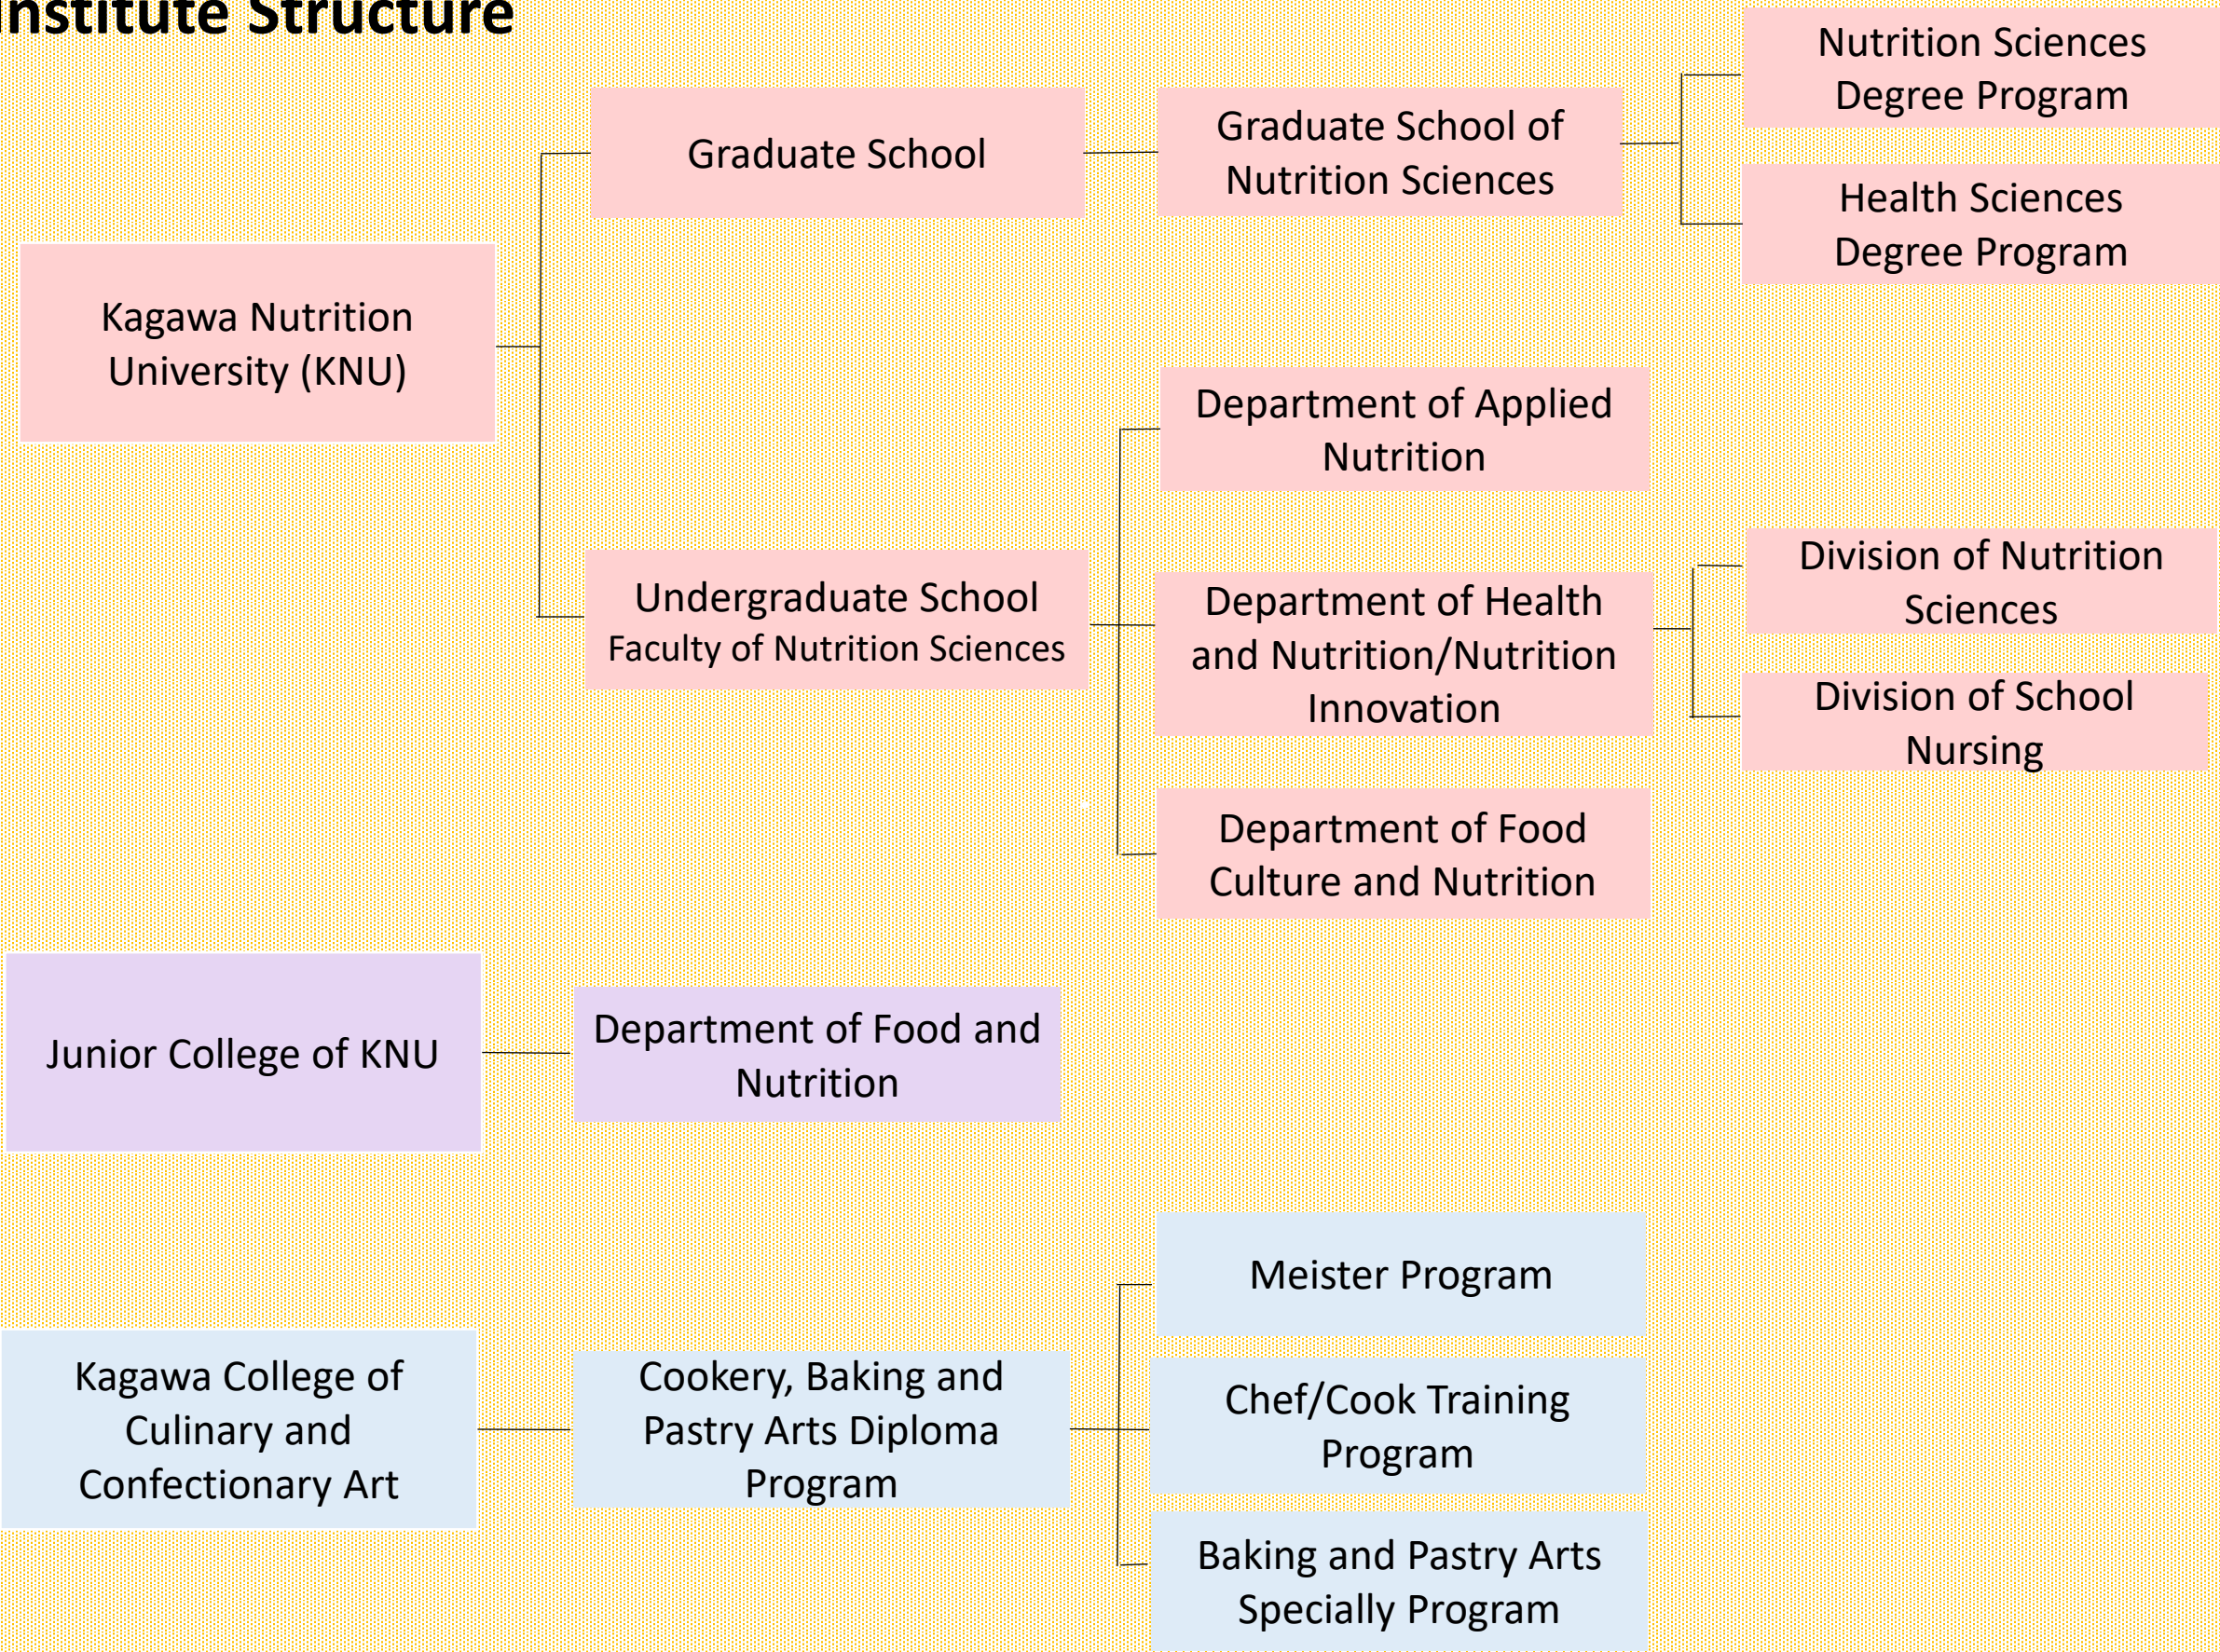 Institute Structure
Nutrition Sciences
Degree Program
Graduate School
Graduate School of
Nutrition Sciences
Health Sciences
Degree Program
Kagawa Nutrition
University (KNU)
Department of Applied
Nutrition
Undergraduate School
Faculty of Nutrition Sciences
Department of Health
and Nutrition/Nutrition
Innovation
Division of Nutrition
Sciences
Division of School
Nursing
Department of Food
Culture and Nutrition
Junior College of KNU
Department of Food and
Nutrition
Kagawa College of
Culinary and
Confectionary Art
Cookery, Baking and
Pastry Arts Diploma
Program
Meister Program
Chef/Cook Training
Program
Baking and Pastry Arts
Specially Program